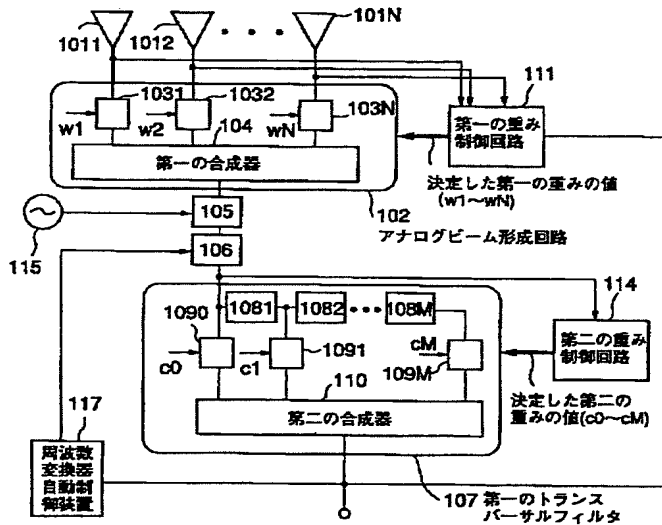 1011
1012
101N
1031
1032
103N
111
w1
w2
wN
104
第一の合成器
第一の重み
制御回路
決定した第一の重みの値
(w1~wN)
102
アナログビーム形成回路
105
115
106
1081
1082
108M
1090
1091
109M
c0
c1
cM
114
第二の重み
制御回路
決定した第二の
重みの値(c0~cM)
110
第二の合成器
117
周波数
変換器
自動制
御装置
107
第一のトランス
バーサルフィルタ